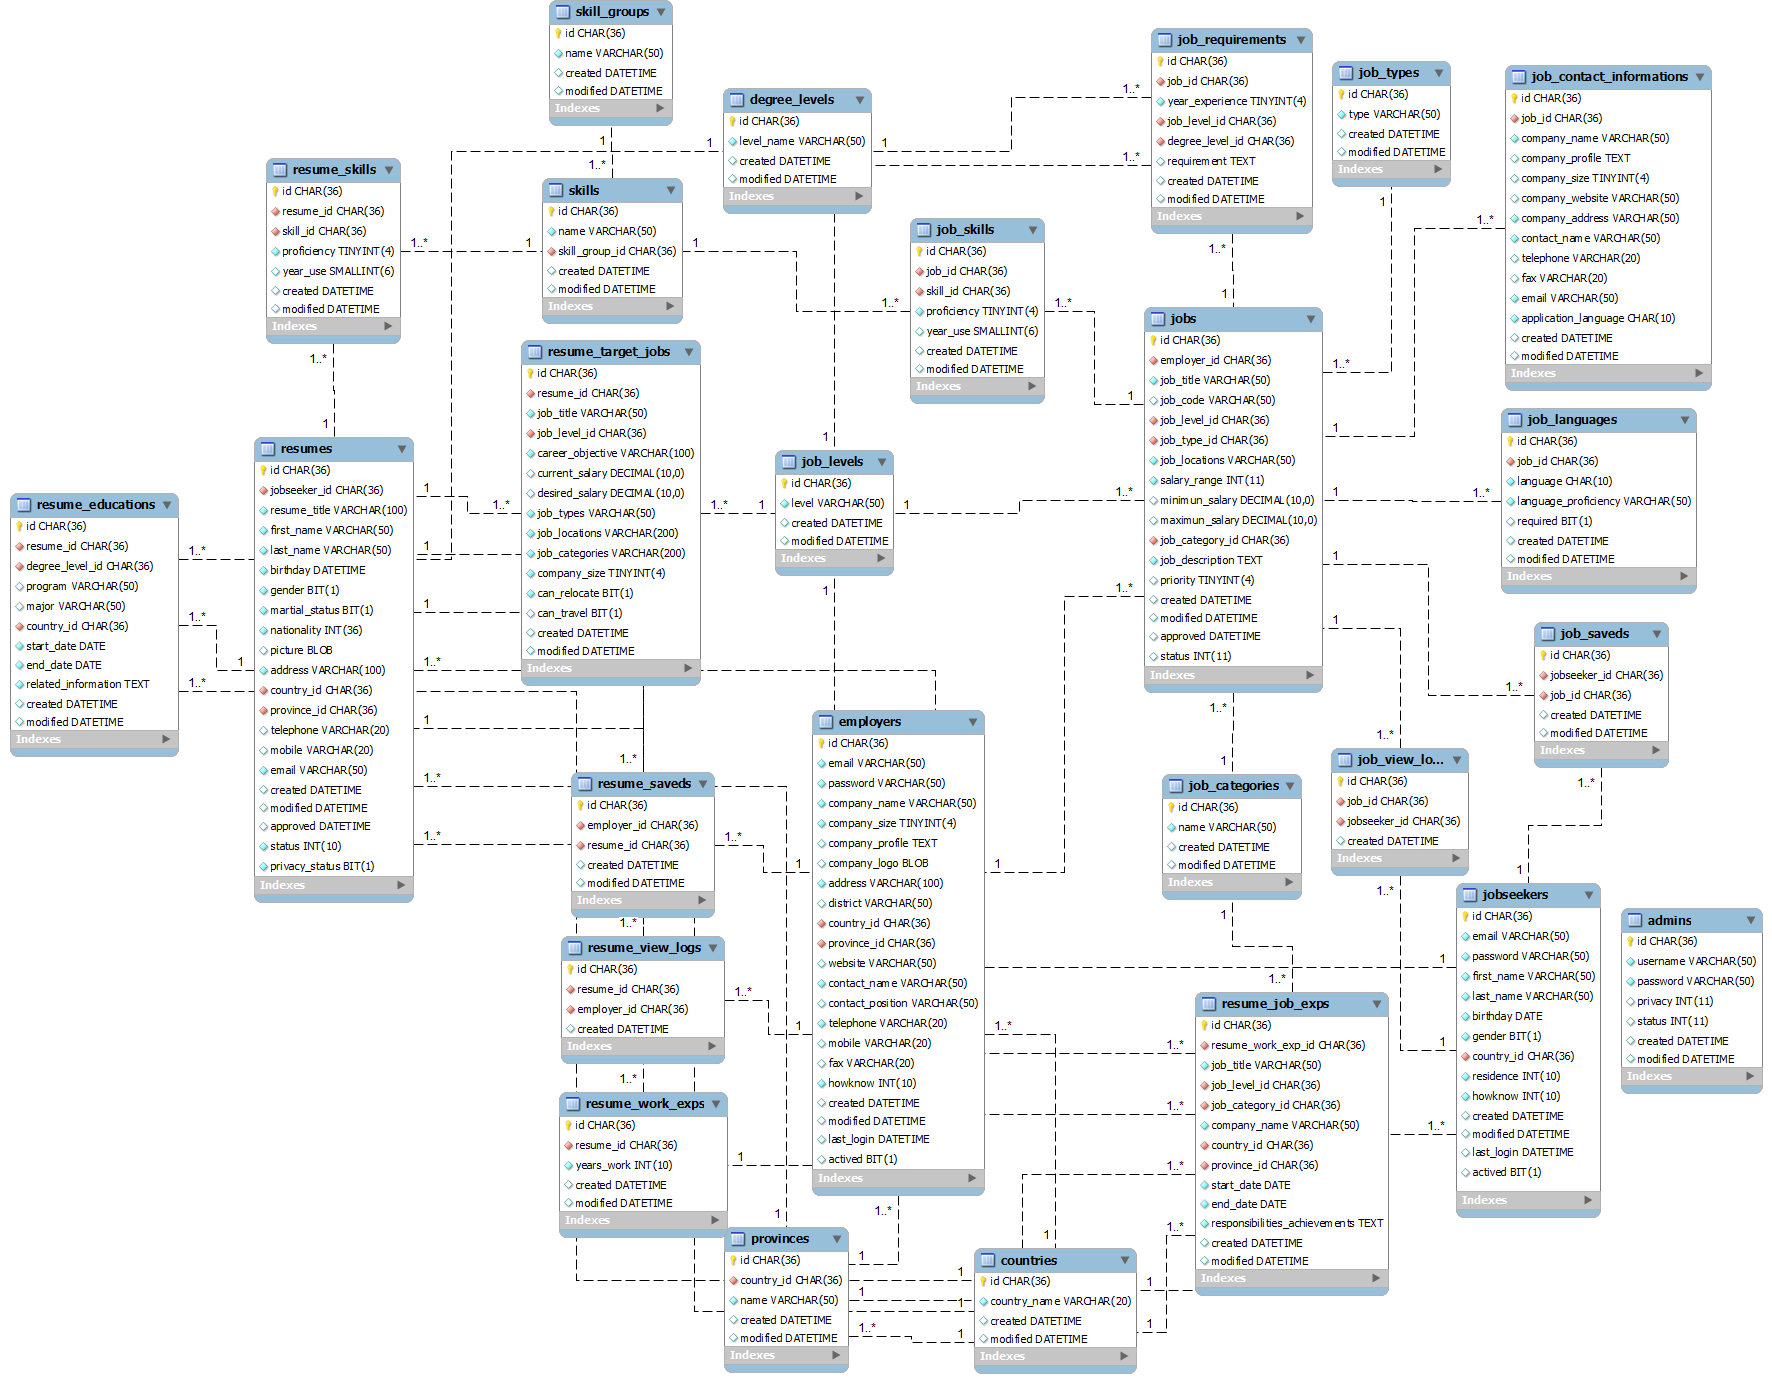 skill_groups
id CHAR(36)
name VARCHAR(50)
created DATETIME
modified DATETIME
Indexes
degree_levels
id CHAR(36)
level_name VARCHAR(50)
created DATETIME
modified DATETIME
Indexes
job_requirements
id CHAR(36)
job_id CHAR(36)
year_experience TINYINT(4)
job_level_id CHAR(36)
degree_level_id CHAR(36)
requirement TEXT
created DATETIME
modified DATETIME
Indexes
job_types
id CHAR(36)
type VARCHAR(50)
created DATETIME
modified DATETIME
Indexes
job_contact_informations
id CHAR(36)
job_id CHAR(36)
company_name VARCHAR(50)
company_profile TEXT
company_size TINYINT(4)
company_website VARCHAR(50)
company_address VARCHAR(50)
contact_name VARCHAR(50)
telephone VARCHAR(20)
fax VARCHAR(20)
email VARCHAR(50)
application_language CHAR(10)
created DATETIME
modified DATETIME
Indexes
resume_skills
id CHAR(36)
resume_id CHAR(36)
skill_id CHAR(36)
proficiency TINYINT(4)
year_use SMALLINT(6)
created DATETIME
modified DATETIME
Indexes
skills
id CHAR(36)
name VARCHAR(50)
skill_group_id CHAR(36)
created DATETIME
modified DATETIME
Indexes
job_skills
id CHAR(36)
job_id CHAR(36)
skill_id CHAR(36)
proficiency TINYINT(4)
year_use SMALLINT(6)
created DATETIME
modified DATETIME
Indexes
jobs
id CHAR(36)
employer_id CHAR(36)
job_title VARCHAR(50)
job_code VARCHAR(50)
job_level_id CHAR(36)
job_type_id CHAR(36)
job_locations VARCHAR(50)
salary_range INT(11)
minimun_salary DECIMAL(10,0)
maximun_salary DECIMAL(10,0)
job_category_id CHAR(36)
job_description TEXT
priority TINYINT(4)
created DATETIME
modified DATETIME
approved DATETIME
status INT(11)
Indexes
resume_target_jobs
id CHAR(36)
resume_id CHAR(36)
job_title VARCHAR(50)
job_level_id CHAR(36)
career_objective VARCHAR(100)
current_salary DECIMAL(10,0)
desired_salary DECIMAL(10,0)
job_types VARCHAR(50)
job_locations VARCHAR(200)
job_categories VARCHAR(200)
company_size TINYINT(4)
can_relocate BIT(1)
can_travel BIT(1)
created DATETIME
modified DATETIME
Indexes
job_levels
id CHAR(36)
level VARCHAR(50)
created DATETIME
modified DATETIME
Indexes
job_languages
id CHAR(36)
job_id CHAR(36)
language CHAR(10)
language_proficiency VARCHAR(50)
required BIT(1)
created DATETIME
modified DATETIME
Indexes
resumes
id CHAR(36)
jobseeker_id CHAR(36)
resume_title VARCHAR(100)
first_name VARCHAR(50)
last_name VARCHAR(50)
birthday DATETIME
gender BIT(1)
martial_status BIT(1)
nationality INT(36)
picture BLOB
address VARCHAR(100)
country_id CHAR(36)
province_id CHAR(36)
telephone VARCHAR(20)
mobile VARCHAR(20)
email VARCHAR(50)
created DATETIME
modified DATETIME
approved DATETIME
status INT(10)
privacy_status BIT(1)
Indexes
resume_educations
id CHAR(36)
resume_id CHAR(36)
degree_level_id CHAR(36)
program VARCHAR(50)
major VARCHAR(50)
country_id CHAR(36)
start_date DATE
end_date DATE
related_information TEXT
created DATETIME
modified DATETIME
Indexes
job_saveds
id CHAR(36)
jobseeker_id CHAR(36)
job_id CHAR(36)
created DATETIME
modified DATETIME
Indexes
employers
id CHAR(36)
email VARCHAR(50)
password VARCHAR(50)
company_name VARCHAR(50)
company_size TINYINT(4)
company_profile TEXT
company_logo BLOB
address VARCHAR(100)
district VARCHAR(50)
country_id CHAR(36)
province_id CHAR(36)
website VARCHAR(50)
contact_name VARCHAR(50)
contact_position VARCHAR(50)
telephone VARCHAR(20)
mobile VARCHAR(20)
fax VARCHAR(20)
howknow INT(10)
created DATETIME
modified DATETIME
last_login DATETIME
actived BIT(1)
Indexes
job_view_lo...
id CHAR(36)
job_id CHAR(36)
jobseeker_id CHAR(36)
created DATETIME
Indexes
job_categories
id CHAR(36)
name VARCHAR(50)
created DATETIME
modified DATETIME
Indexes
resume_saveds
id CHAR(36)
employer_id CHAR(36)
resume_id CHAR(36)
created DATETIME
modified DATETIME
Indexes
jobseekers
id CHAR(36)
email VARCHAR(50)
password VARCHAR(50)
first_name VARCHAR(50)
last_name VARCHAR(50)
birthday DATE
gender BIT(1)
country_id CHAR(36)
residence INT(10)
howknow INT(10)
created DATETIME
modified DATETIME
last_login DATETIME
actived BIT(1)
Indexes
admins
id CHAR(36)
username VARCHAR(50)
password VARCHAR(50)
privacy INT(11)
status INT(11)
created DATETIME
modified DATETIME
Indexes
resume_view_logs
id CHAR(36)
resume_id CHAR(36)
employer_id CHAR(36)
created DATETIME
Indexes
resume_job_exps
id CHAR(36)
resume_work_exp_id CHAR(36)
job_title VARCHAR(50)
job_level_id CHAR(36)
job_category_id CHAR(36)
company_name VARCHAR(50)
country_id CHAR(36)
province_id CHAR(36)
start_date DATE
end_date DATE
responsibilities_achievements TEXT
created DATETIME
modified DATETIME
Indexes
resume_work_exps
id CHAR(36)
resume_id CHAR(36)
years_work INT(10)
created DATETIME
modified DATETIME
Indexes
provinces
id CHAR(36)
country_id CHAR(36)
name VARCHAR(50)
created DATETIME
modified DATETIME
Indexes
countries
id CHAR(36)
country_name VARCHAR(20)
created DATETIME
modified DATETIME
Indexes